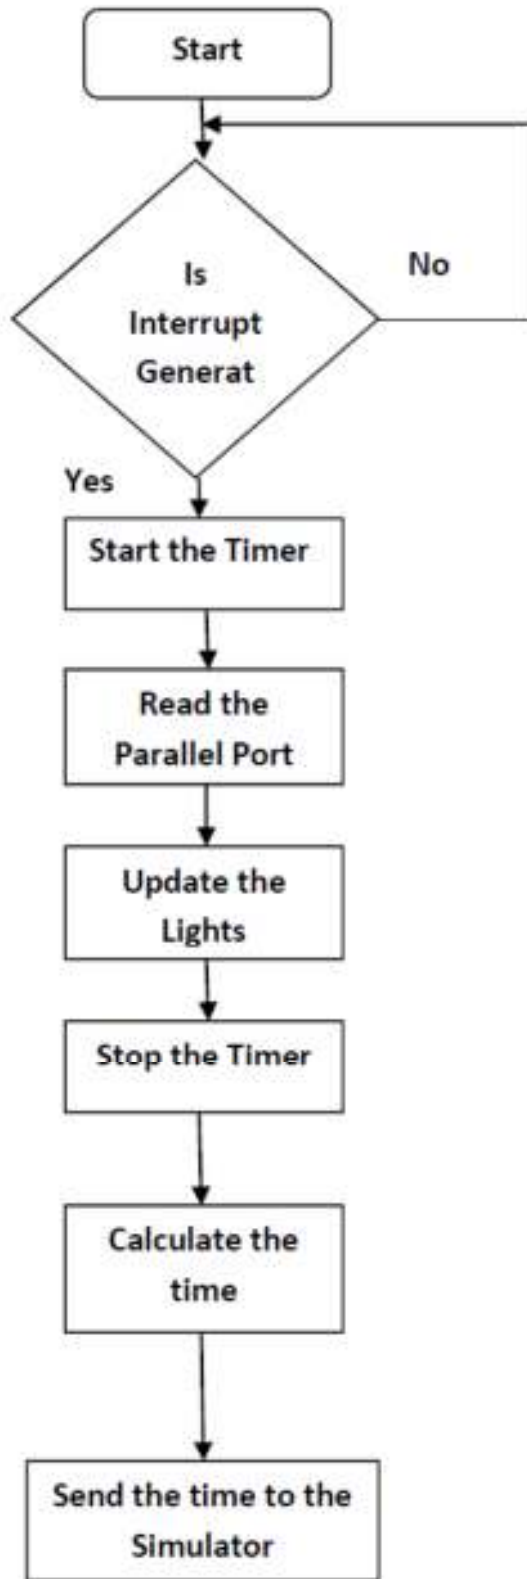 Start
Is
Interrupt
Generat
No
Yes
Start the Timer
Read the
Parallel Port
Update the
Lights
Stop the Timer
Calculate the
time
Send the time to the
Simulator